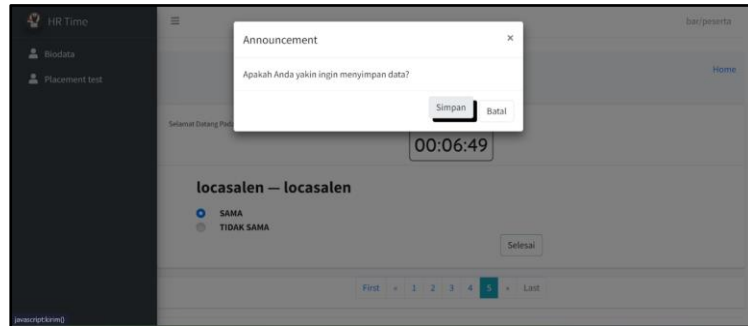 HR Time
bar/peserta
Biodata
Placement test
Announcement ×
Apakah Anda yakin ingin menyimpan data?
Simpan Batal
Home
Selamat Datang Pada
00:06:49
locasalen — locasalen
SAMA
TIDAK SAMA
Selesai
First « 1 2 3 4 5 » Last
javascript:kirim()